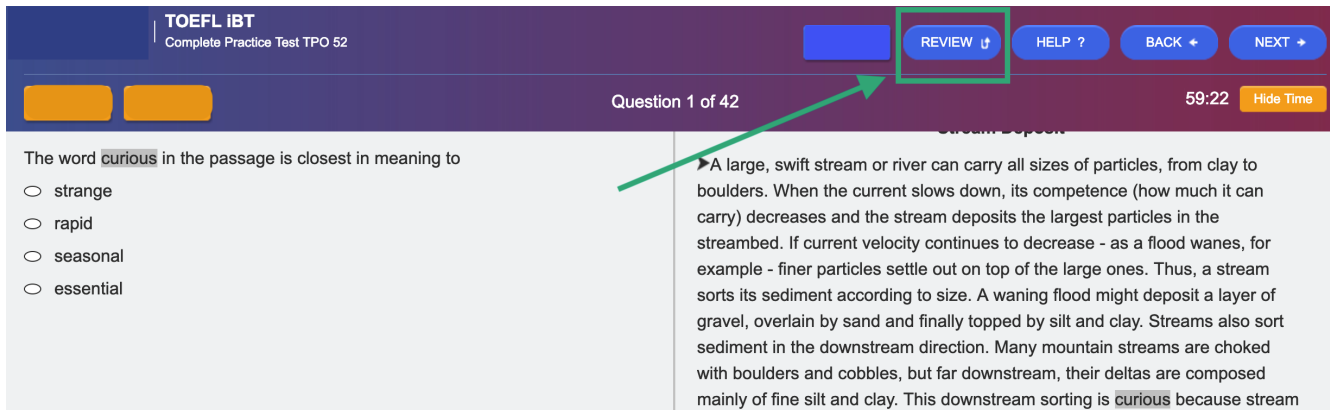 TOEFL iBT
Complete Practice Test TPO 52
REVIEW
HELP ?
BACK
NEXT
Question 1 of 42
59:22
Hide Time
The word curious in the passage is closest in meaning to
strange
rapid
seasonal
essential
Stream Deposit
A large, swift stream or river can carry all sizes of particles, from clay to
boulders. When the current slows down, its competence (how much it can
carry) decreases and the stream deposits the largest particles in the
streambed. If current velocity continues to decrease - as a flood wanes, for
example - finer particles settle out on top of the large ones. Thus, a stream
sorts its sediment according to size. A waning flood might deposit a layer of
gravel, overlain by sand and finally topped by silt and clay. Streams also sort
sediment in the downstream direction. Many mountain streams are choked
with boulders and cobbles, but far downstream, their deltas are composed
mainly of fine silt and clay. This downstream sorting is curious because stream